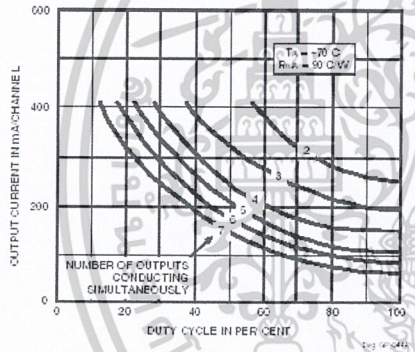 600
400
200
0
OUTPUT CURRENT IN mA/CHANNEL
TA = +70 C
RθJA = 90 C/W
2
3
4
5
6
7
NUMBER OF OUTPUTS
CONDUCTING
SIMULTANEOUSLY
0 20 40 60 80 100
DUTY CYCLE IN PER CENT